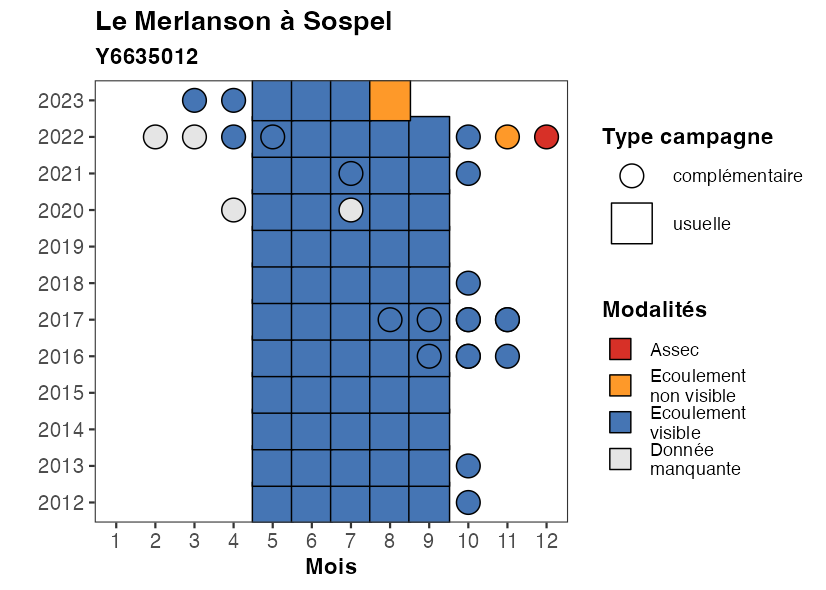 Le Merlanson à Sospel
Y6635012
2023
2022
2021
2020
2019
2018
2017
2016
2015
2014
2013
2012
1 2 3 4 5 6 7 8 9 10 11 12
Mois
Type campagne
complémentaire
usuelle
Modalités
Assec
Ecoulement
non visible
Ecoulement
visible
Donnée
manquante